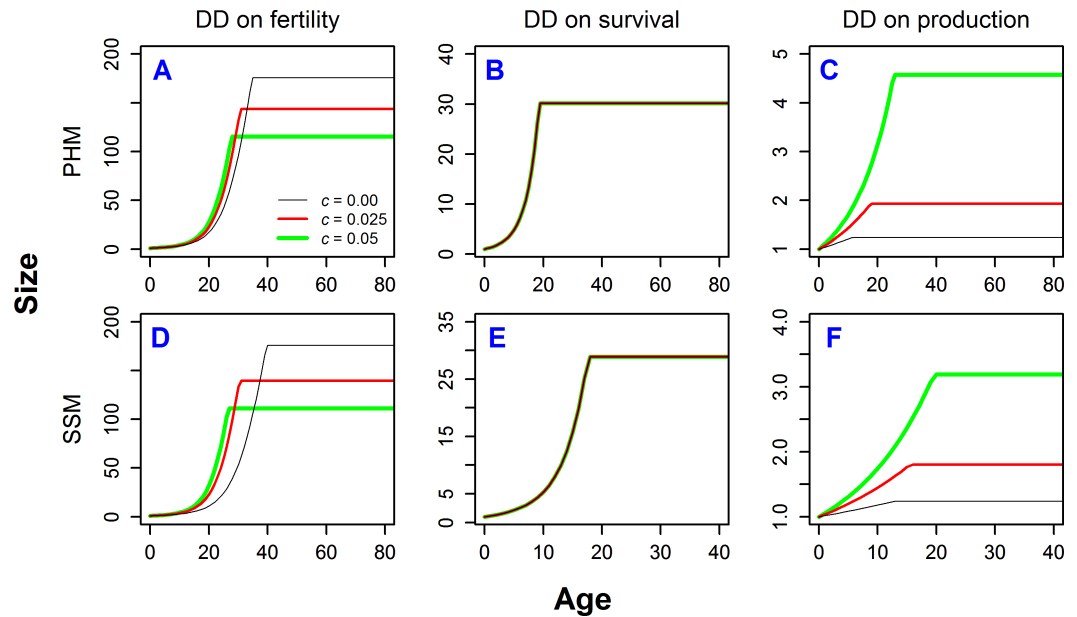 DD on fertility
DD on survival
DD on production
PHM
A
200
100
50
0
0 20 40 60 80
c = 0.00
c = 0.025
c = 0.05
B
40
30
20
10
0
0 10 20 30 40
C
5
4
3
2
1
0 10 20 30 40
Size
SSM
D
200
100
50
0
0 20 40 60 80
E
35
25
15
5
0
0 10 20 30 40
F
4.0
3.0
2.0
1.0
0 10 20 30 40
Age